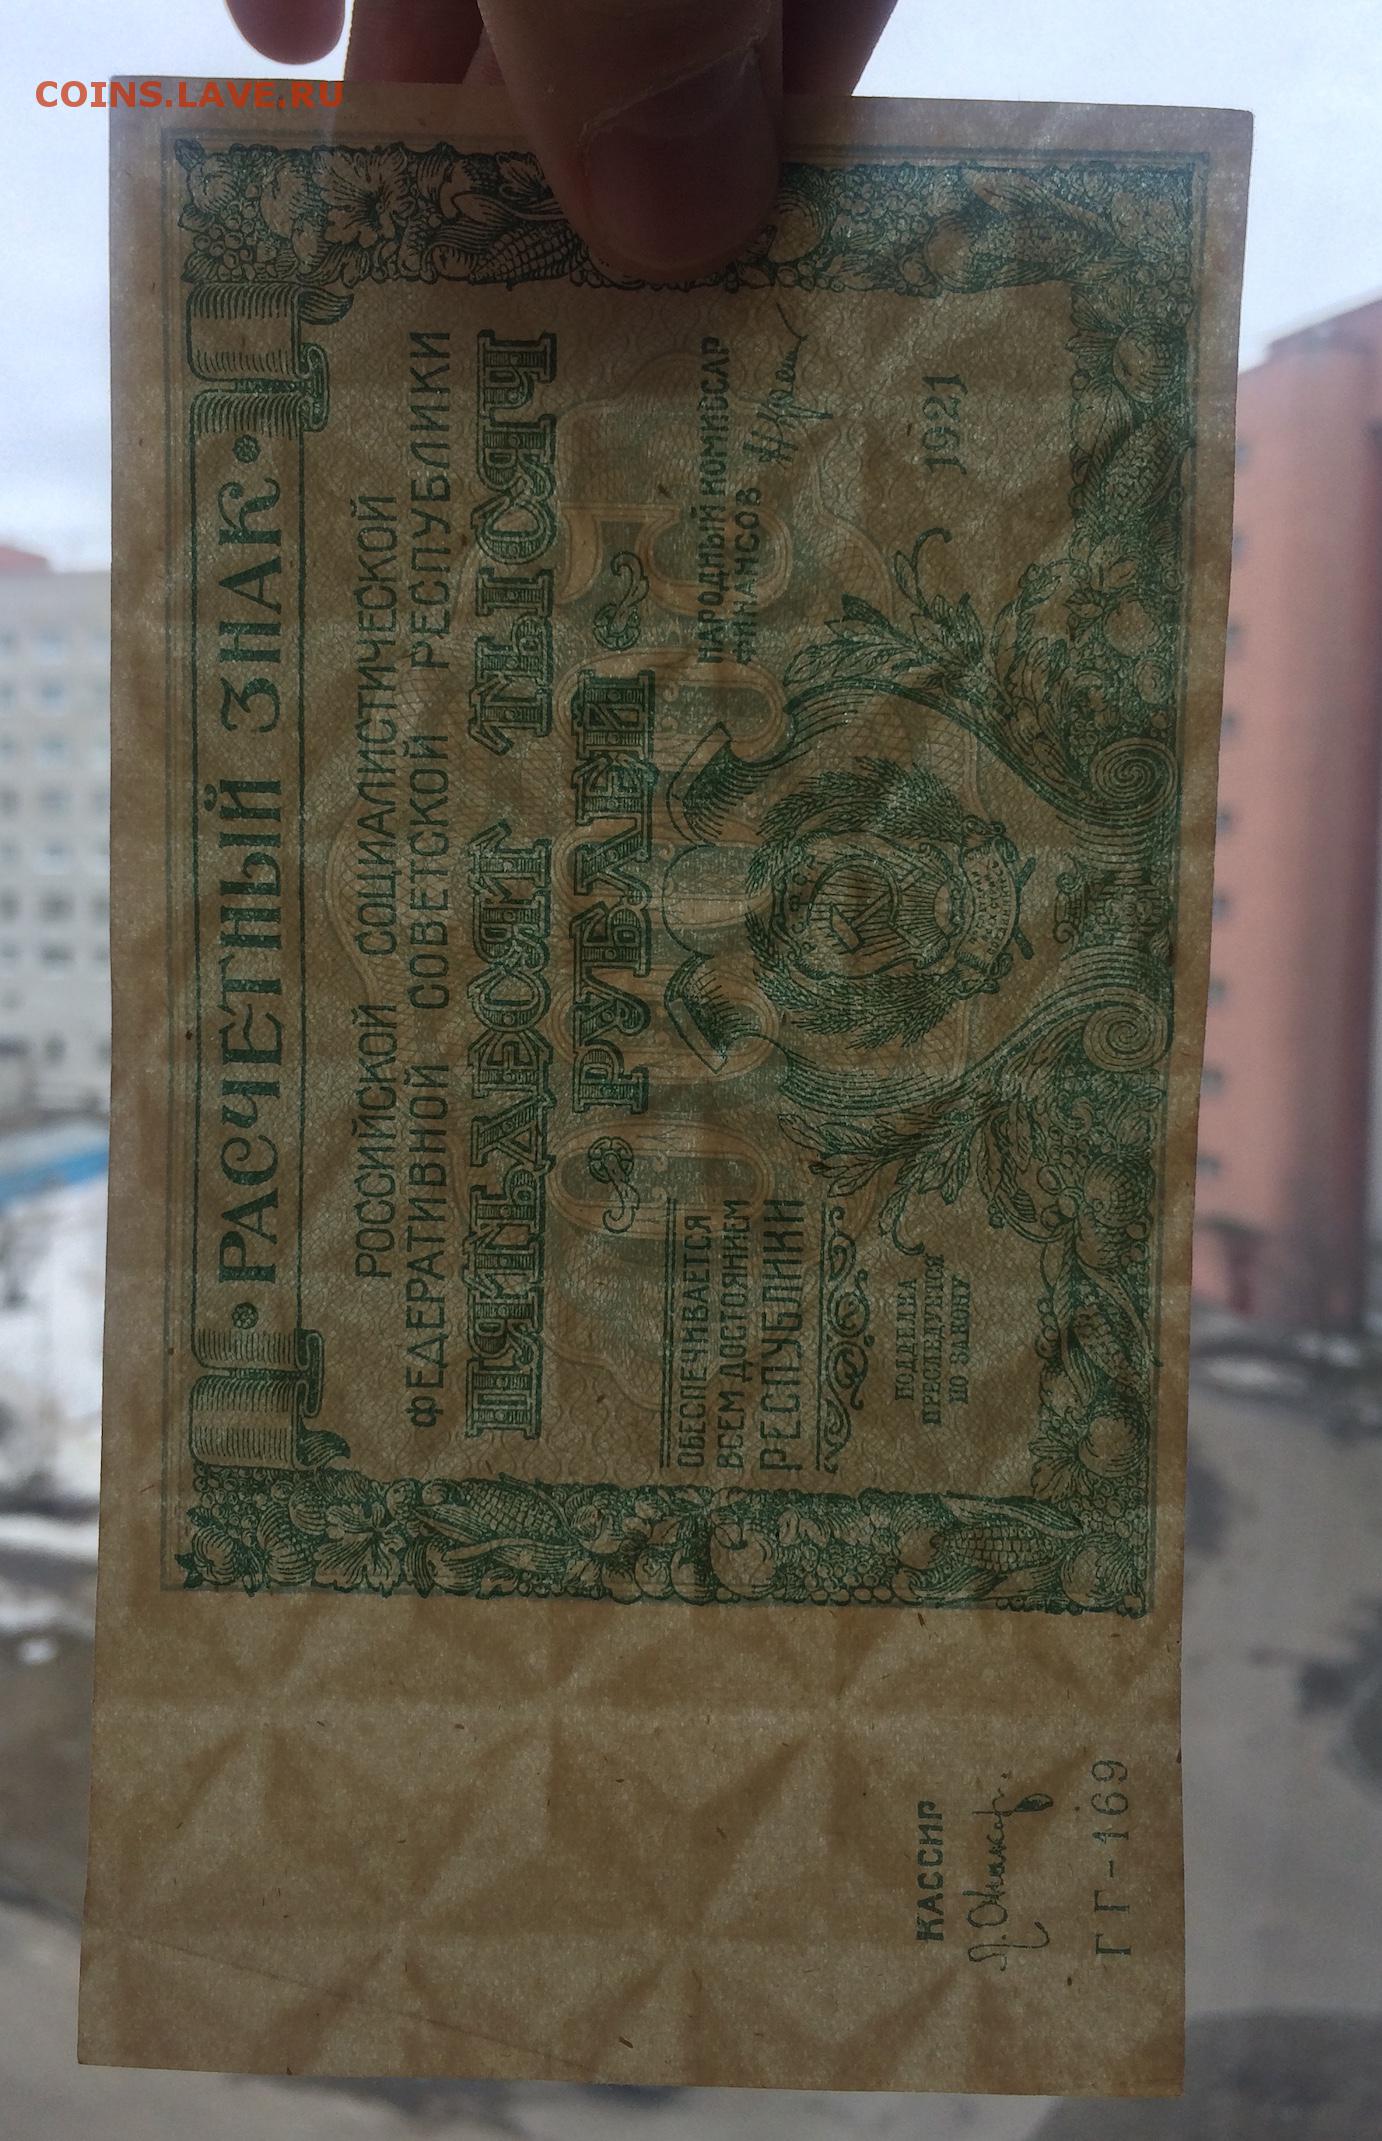 COINS.LAVE.RU
РАСЧЕТНЫЙ ЗНАК
РОССИЙСКОЙ СОЦИАЛИСТИЧЕСКОЙ
ФЕДЕРАТИВНОЙ СОВЕТСКОЙ РЕСПУБЛИКИ
ПЯТЬДЕСЯТ ТЫСЯЧ
РУБЛЕЙ
ОБЕСПЕЧИВАЕТСЯ
ВСЕМ ДОСТОЯНИЕМ
РЕСПУБЛИКИ
НАРОДНЫЙ КОМИССАР
ФИНАНСОВ
ПОДДЕЛКА
ПРЕСЛЕДУЕТСЯ
ПО ЗАКОНУ
1921
КАССИР
ГГ-169